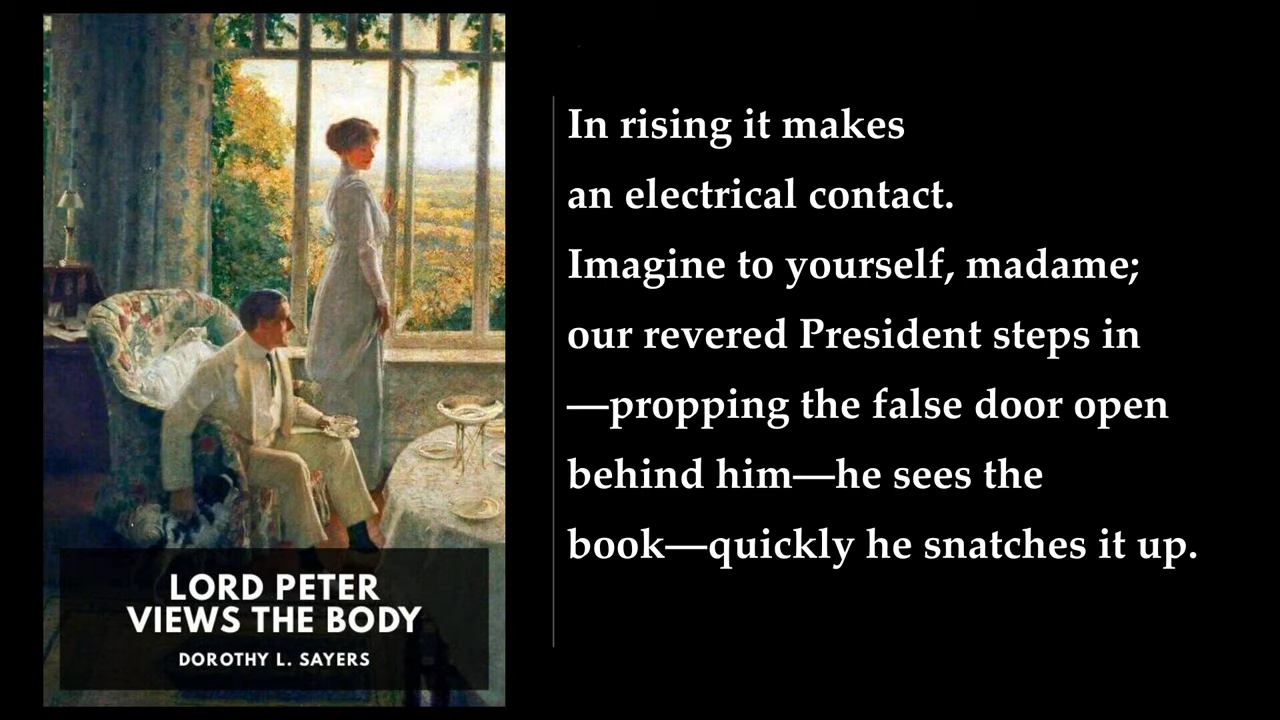 In rising it makes
an electrical contact.
Imagine to yourself, madame;
our revered President steps in
—propping the false door open
behind him—he sees the
book—quickly he snatches it up.
LORD PETER
VIEWS THE BODY
DOROTHY L. SAYERS